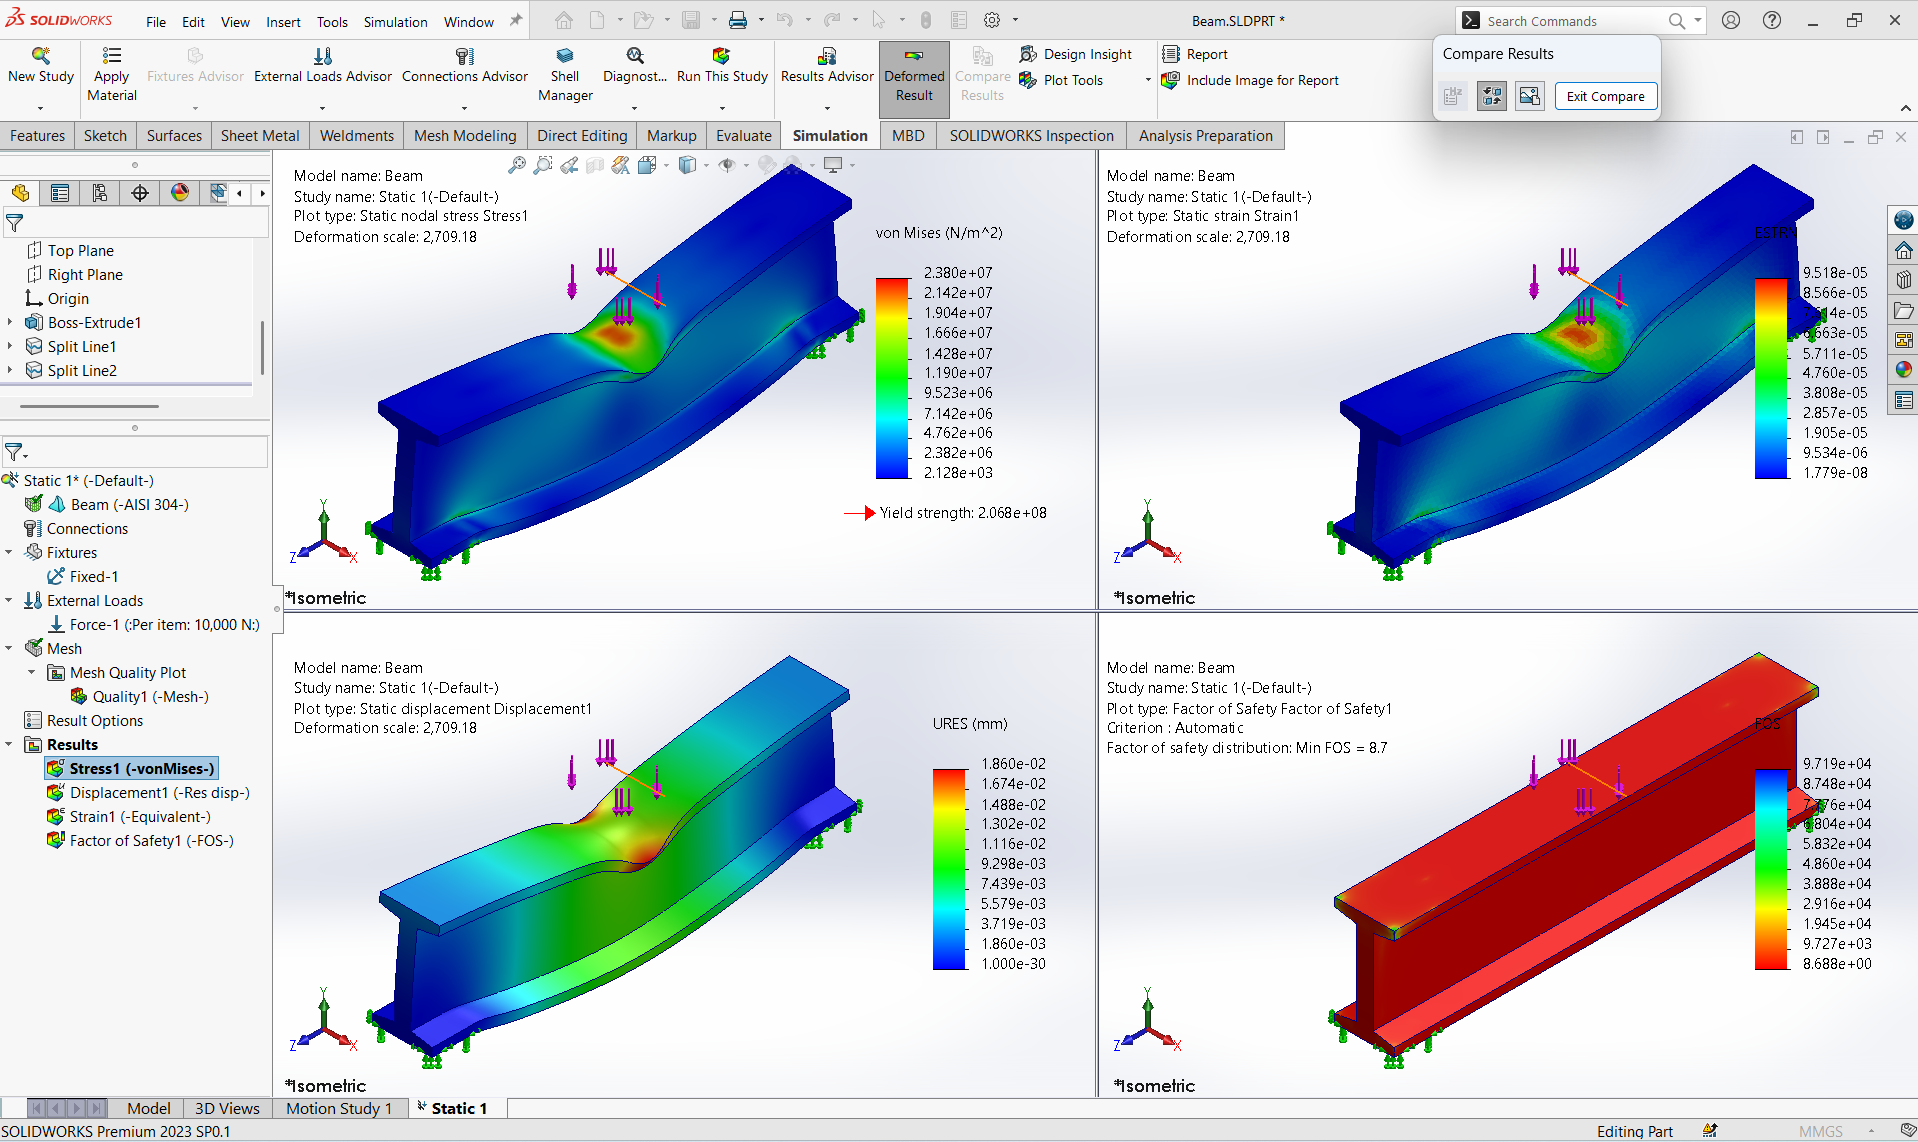 SOLIDWORKS File Edit View Insert Tools Simulation Window Beam.SLDPRT * Search Commands
New Study Apply Material Fixtures Advisor External Loads Advisor Connections Advisor Shell Manager Diagnost... Run This Study Results Advisor Deformed Result Compare Results Design Insight Plot Tools Report Include Image for Report
Compare Results
Exit Compare
Features Sketch Surfaces Sheet Metal Weldments Mesh Modeling Direct Editing Markup Evaluate Simulation MBD SOLIDWORKS Inspection Analysis Preparation
Top Plane
Right Plane
Origin
Boss-Extrude1
Split Line1
Split Line2
Static 1* (-Default-)
Beam (-AISI 304-)
Connections
Fixtures
Fixed-1
External Loads
Force-1 (:Per item: 10,000 N:)
Mesh
Mesh Quality Plot
Quality1 (-Mesh-)
Result Options
Results
Stress1 (-vonMises-)
Displacement1 (-Res disp-)
Strain1 (-Equivalent-)
Factor of Safety1 (-FOS-)
Model name: Beam
Study name: Static 1(-Default-)
Plot type: Static nodal stress Stress1
Deformation scale: 2,709.18
von Mises (N/m^2)
2.380e+07
2.142e+07
1.904e+07
1.666e+07
1.428e+07
1.190e+07
9.523e+06
7.142e+06
4.762e+06
2.382e+06
2.128e+03
Yield strength: 2.068e+08
Y
Z
X
*Isometric
Model name: Beam
Study name: Static 1(-Default-)
Plot type: Static strain Strain1
Deformation scale: 2,709.18
ESTRN
9.518e-05
8.566e-05
7.614e-05
6.663e-05
5.711e-05
4.760e-05
3.808e-05
2.857e-05
1.905e-05
9.534e-06
1.779e-08
Y
Z
X
*Isometric
Model name: Beam
Study name: Static 1(-Default-)
Plot type: Static displacement Displacement1
Deformation scale: 2,709.18
URES (mm)
1.860e-02
1.674e-02
1.488e-02
1.302e-02
1.116e-02
9.298e-03
7.439e-03
5.579e-03
3.719e-03
1.860e-03
1.000e-30
Y
Z
X
*Isometric
Model name: Beam
Study name: Static 1(-Default-)
Plot type: Factor of Safety Factor of Safety1
Criterion : Automatic
Factor of safety distribution: Min FOS = 8.7
FOS
9.719e+04
8.748e+04
7.776e+04
6.804e+04
5.832e+04
4.860e+04
3.888e+04
2.916e+04
1.945e+04
9.727e+03
8.688e+00
Y
Z
X
*Isometric
Model 3D Views Motion Study 1 Static 1
SOLIDWORKS Premium 2023 SP0.1 Editing Part MMGS